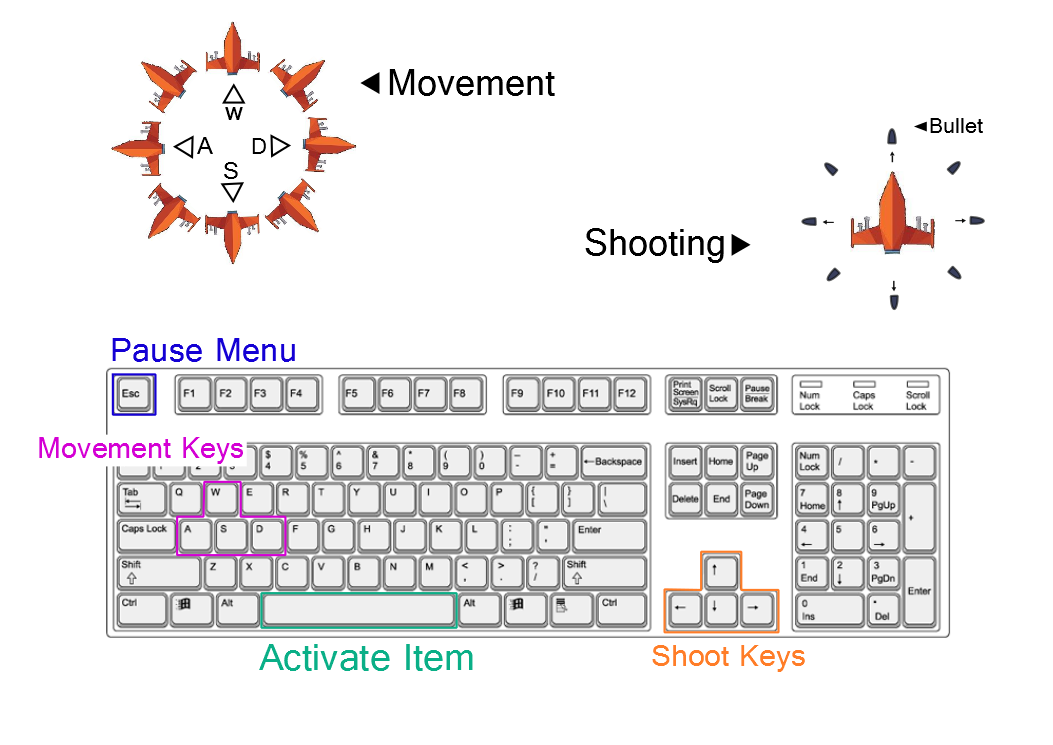 Movement
W
A D
S
Bullet
Shooting
Pause Menu
Esc F1 F2 F3 F4 F5 F6 F7 F8 F9 F10 F11 F12 Print Screen SysRq Scroll Lock Pause Break Num Lock Caps Lock Scroll Lock
Movement Keys
1 2 3 $ 4 % 5 ^ 6 & 7 * 8 ( 9 ) 0 - - + = ←Backspace Insert Home Page Up Num Lock / * -
Tab Q W E R T Y U I O P { [ } ] | \ Delete End Page Down 7 Home 8 ↑ 9 PgUp +
Caps Lock A S D F G H J K L : ; " ' Enter 4 ← 5 6 →
Shift Z X C V B N M < , > . ? / Shift ↑ 1 End 2 ↓ 3 PgDn Enter
Ctrl Alt Alt Ctrl ← ↓ → 0 Ins . Del
Activate Item
Shoot Keys